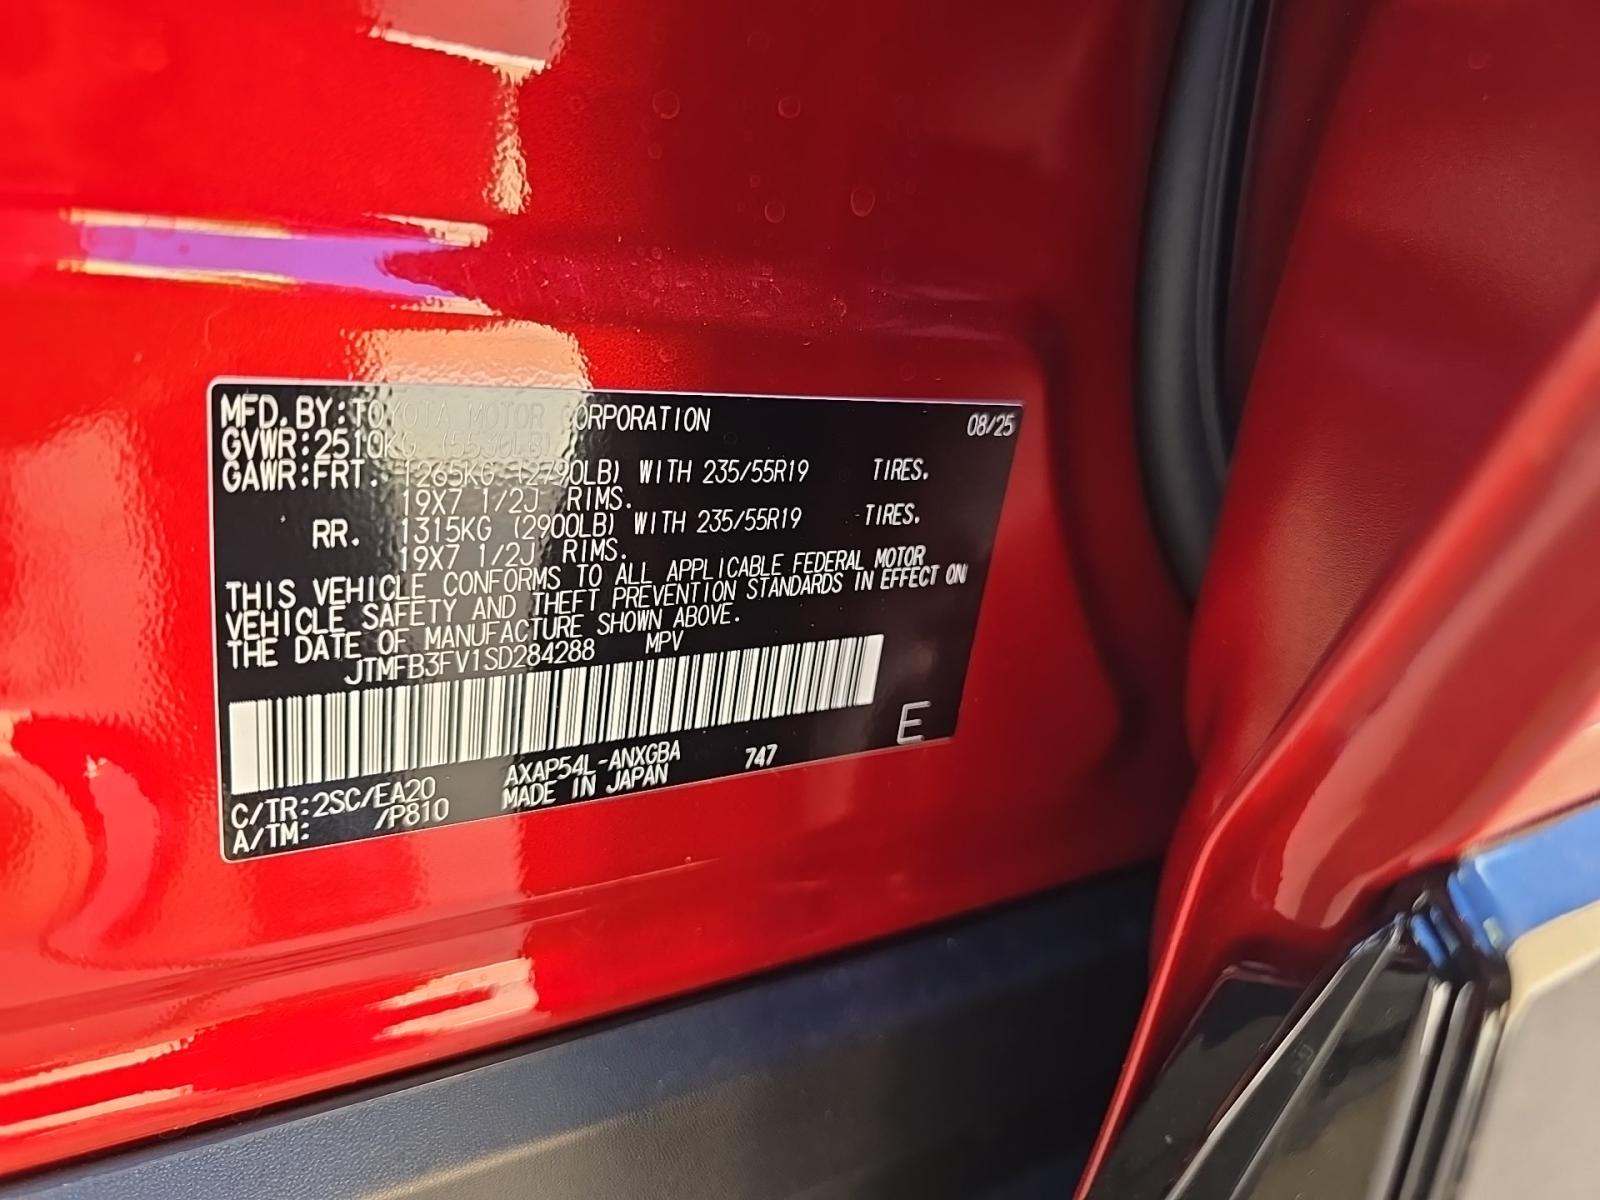 MFD.BY:TOYOTA MOTOR CORPORATION 08/25
GVWR:2510KG (5530LB)
GAWR:FRT. 1265KG (2790LB) WITH 235/55R19 TIRES.
19X7 1/2J RIMS.
RR. 1315KG (2900LB) WITH 235/55R19 TIRES.
19X7 1/2J RIMS.
THIS VEHICLE CONFORMS TO ALL APPLICABLE FEDERAL MOTOR
VEHICLE SAFETY AND THEFT PREVENTION STANDARDS IN EFFECT ON
THE DATE OF MANUFACTURE SHOWN ABOVE.
JTMFB3FV1SD284288 MPV
E
C/TR:2SC/EA20 AXAP54L-ANXGBA 747
A/TM: /P810 MADE IN JAPAN